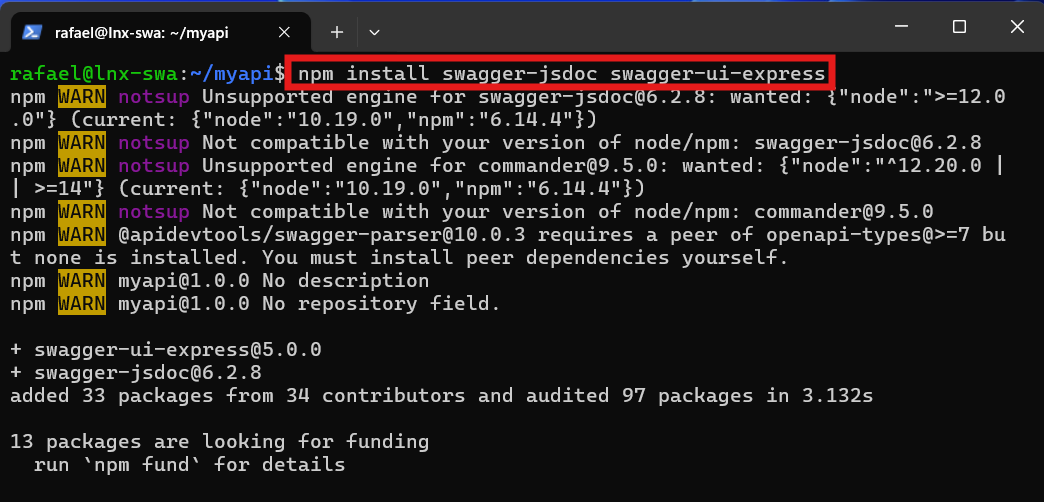 rafael@lnx-swa: ~/myapi
rafael@lnx-swa:~/myapi$ npm install swagger-jsdoc swagger-ui-express
npm WARN notsup Unsupported engine for swagger-jsdoc@6.2.8: wanted: {"node":">=12.0
.0"} (current: {"node":"10.19.0","npm":"6.14.4"})
npm WARN notsup Not compatible with your version of node/npm: swagger-jsdoc@6.2.8
npm WARN notsup Unsupported engine for commander@9.5.0: wanted: {"node":"^12.20.0 |
| >=14"} (current: {"node":"10.19.0","npm":"6.14.4"})
npm WARN notsup Not compatible with your version of node/npm: commander@9.5.0
npm WARN @apidevtools/swagger-parser@10.0.3 requires a peer of openapi-types@>=7 bu
t none is installed. You must install peer dependencies yourself.
npm WARN myapi@1.0.0 No description
npm WARN myapi@1.0.0 No repository field.
+ swagger-ui-express@5.0.0
+ swagger-jsdoc@6.2.8
added 33 packages from 34 contributors and audited 97 packages in 3.132s
13 packages are looking for funding
run `npm fund` for details